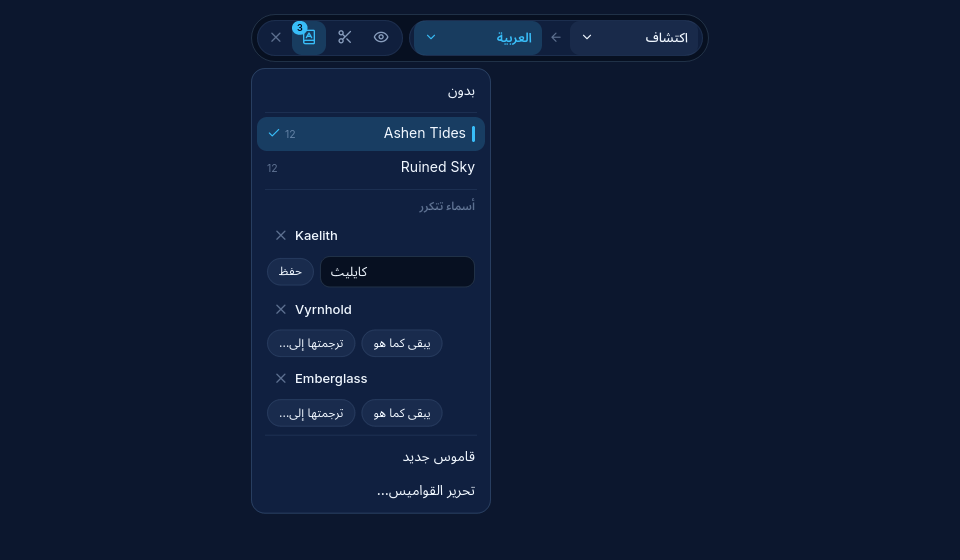 اكتشاف
العربية
3
بدون
Ashen Tides 12
Ruined Sky 12
أسماء تتكرر
Kaelith
كايليث حفظ
Vyrnhold
يبقى كما هو ترجمتها إلى...
Emberglass
يبقى كما هو ترجمتها إلى...
قاموس جديد
تحرير القواميس...